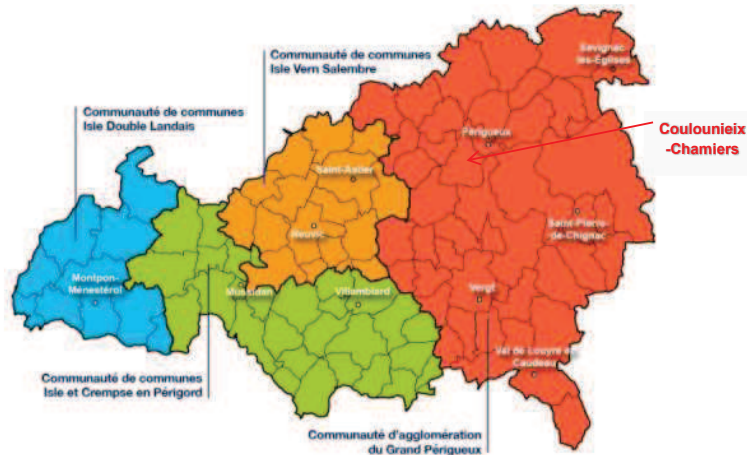 Communauté de communes
Isle Vern Salembre
Savignac
les-Églises
Communauté de communes
Isle Double Landais
Périgueux
Coulounieix
-Chamiers
Saint-Astier
Saint-Pierre-
de-Chignac
Neuvic
Montpon-
Ménestérol
Mussidan
Villamblard
Vergt
Val de Louyre et
Caudeau
Communauté de communes
Isle et Crempse en Périgord
Communauté d'agglomération
du Grand Périgueux